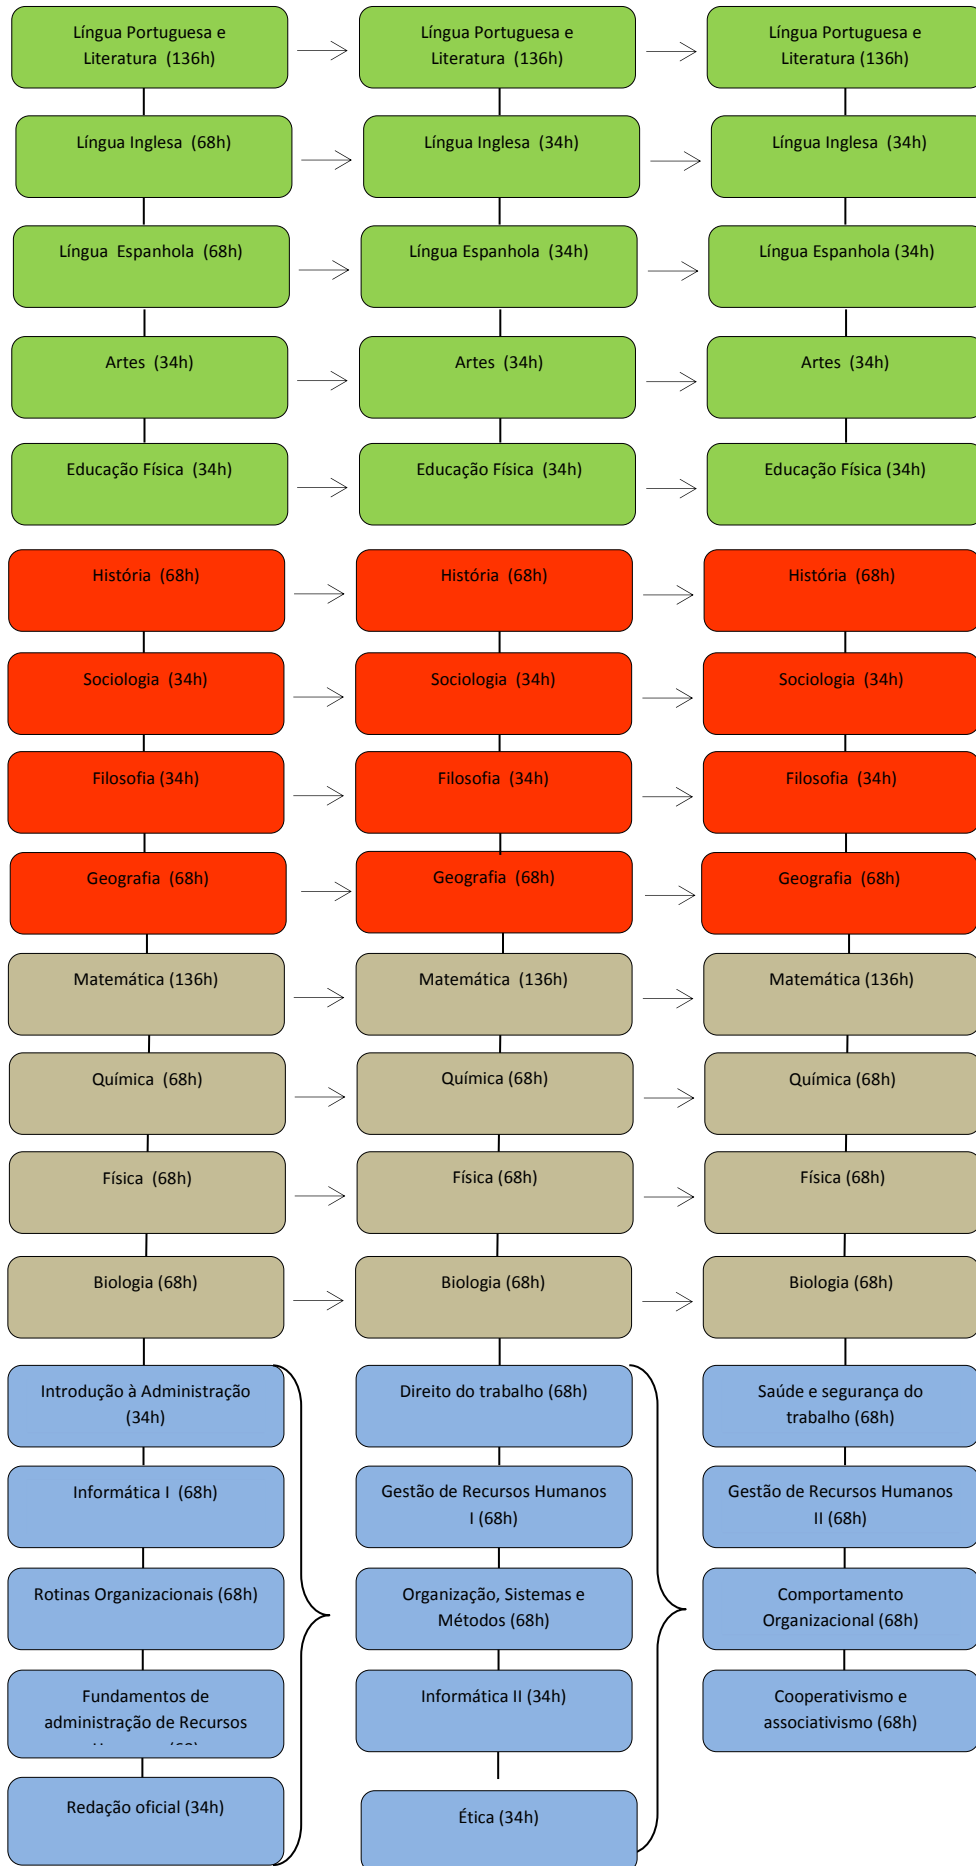 Língua Portuguesa e
Literatura (136h)
Língua Portuguesa e
Literatura (136h)
Língua Portuguesa e
Literatura (136h)
Língua Inglesa (68h)
Língua Inglesa (34h)
Língua Inglesa (34h)
Língua Espanhola (68h)
Língua Espanhola (34h)
Língua Espanhola (34h)
Artes (34h)
Artes (34h)
Artes (34h)
Educação Física (34h)
Educação Física (34h)
Educação Física (34h)
História (68h)
História (68h)
História (68h)
Sociologia (34h)
Sociologia (34h)
Sociologia (34h)
Filosofia (34h)
Filosofia (34h)
Filosofia (34h)
Geografia (68h)
Geografia (68h)
Geografia (68h)
Matemática (136h)
Matemática (136h)
Matemática (136h)
Química (68h)
Química (68h)
Química (68h)
Física (68h)
Física (68h)
Física (68h)
Biologia (68h)
Biologia (68h)
Biologia (68h)
Introdução à Administração
(34h)
Direito do trabalho (68h)
Saúde e segurança do
trabalho (68h)
Informática I (68h)
Gestão de Recursos Humanos
I (68h)
Gestão de Recursos Humanos
II (68h)
Rotinas Organizacionais (68h)
Organização, Sistemas e
Métodos (68h)
Comportamento
Organizacional (68h)
Fundamentos de
administração de Recursos
Informática II (34h)
Cooperativismo e
associativismo (68h)
Redação oficial (34h)
Ética (34h)